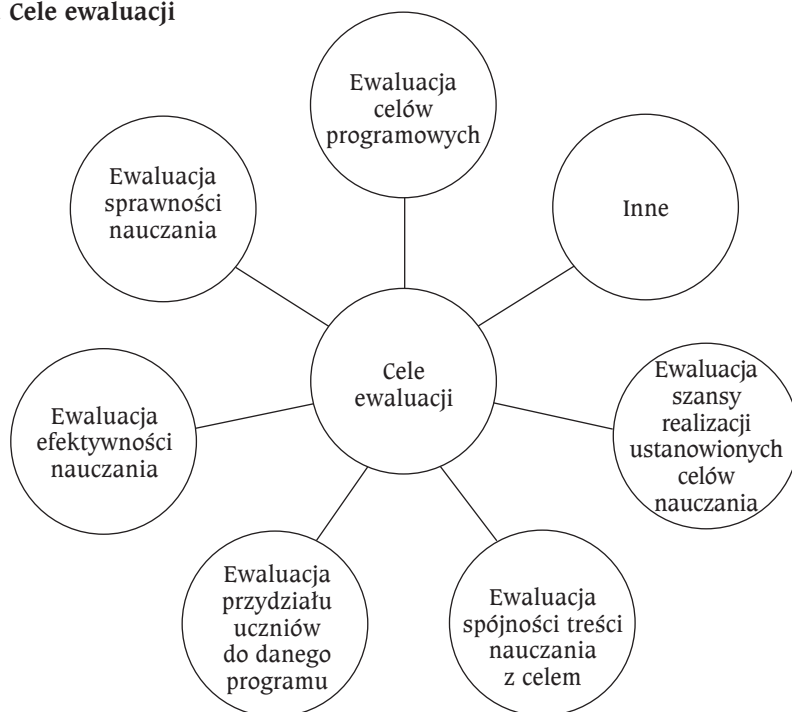 Cele ewaluacji
Ewaluacja
celów
programowych
Inne
Ewaluacja
szansy
realizacji
ustanowionych
celów
nauczania
Ewaluacja
spójności treści
nauczania
z celem
Ewaluacja
przydziału
uczniów
do danego
programu
Ewaluacja
efektywności
nauczania
Ewaluacja
sprawności
nauczania
Cele
ewaluacji